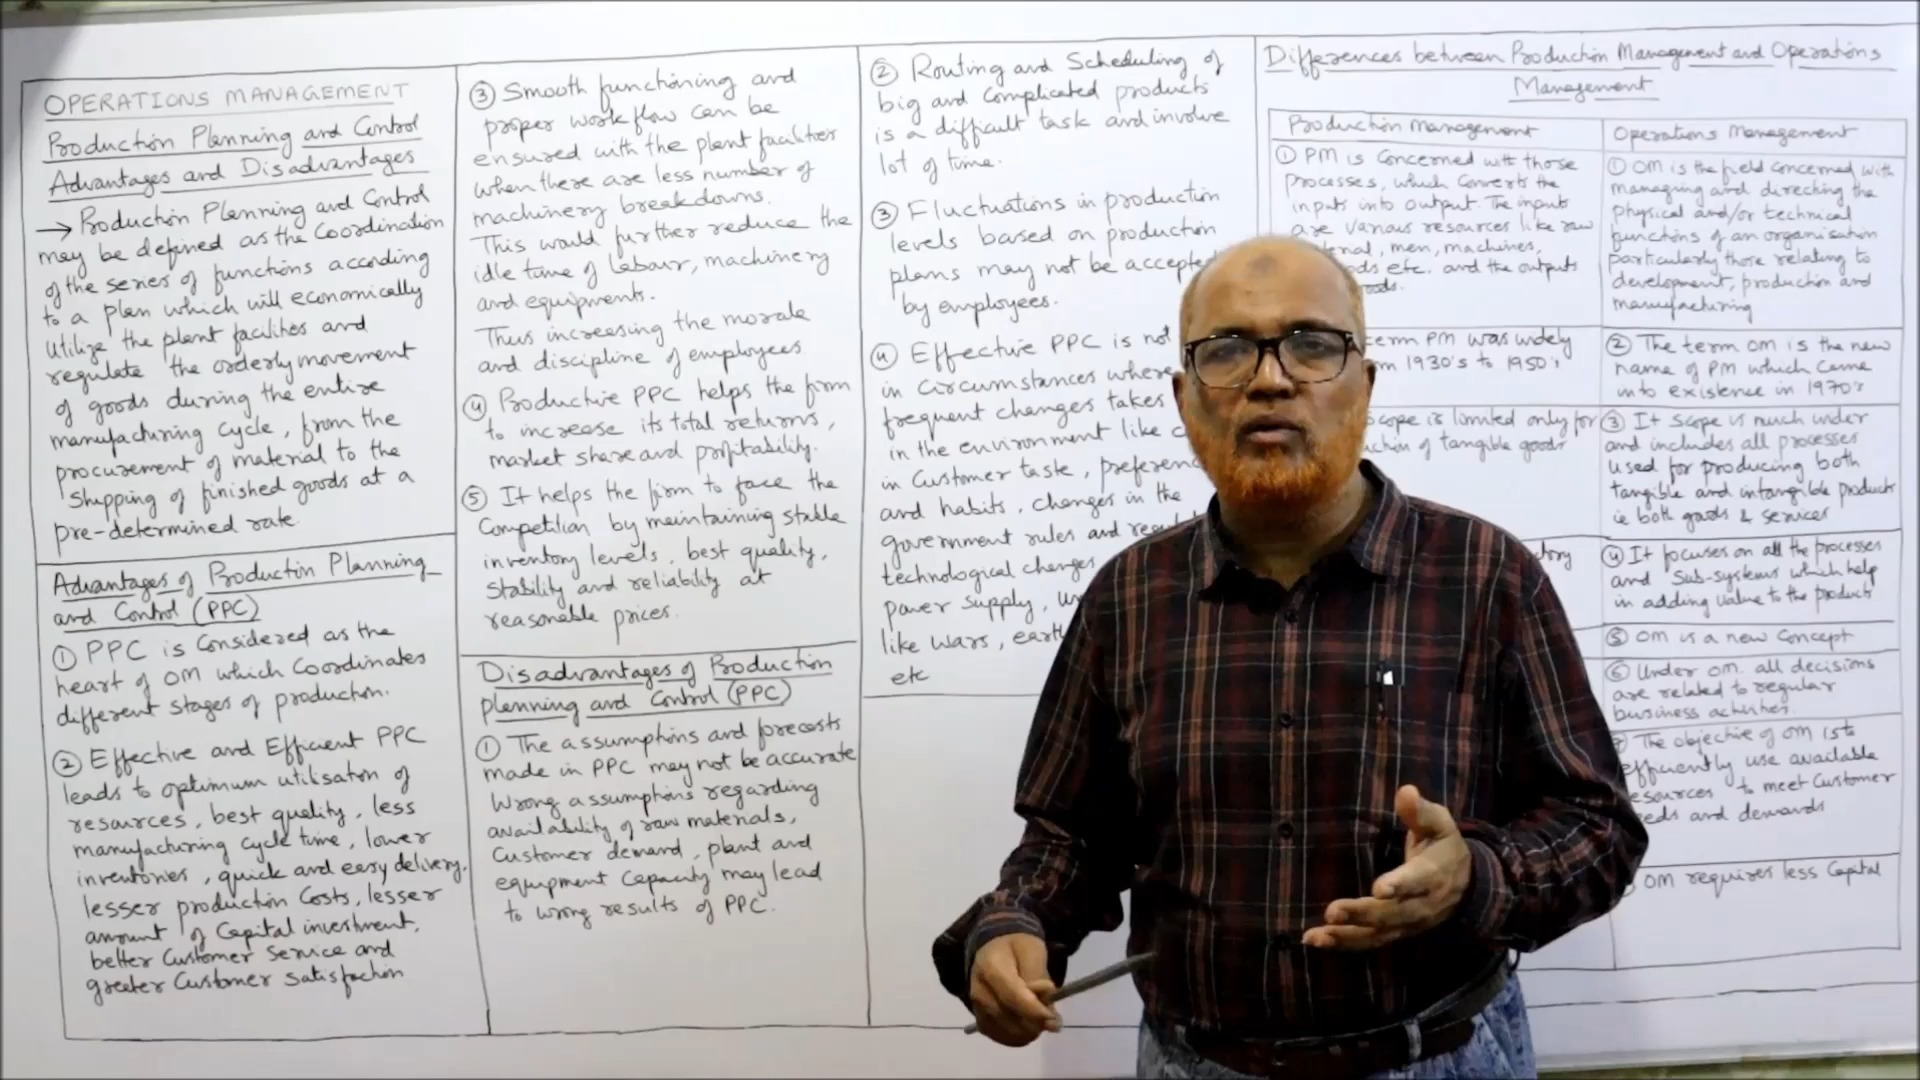 OPERATIONS MANAGEMENT
Production Planning and Control
Advantages and Disadvantages
→ Production Planning and Control
may be defined as the Coordination
of the series of functions according
to a plan which will economically
Utilize the plant facilities and
regulate the orderly movement
of goods during the entire
manufacturing cycle, from the
procurement of material to the
Shipping of finished goods at a
pre-determined rate.
Advantages of Production Planning
and Control (PPC)
① PPC is Considered as the
heart of OM which Coordinates
different stages of production.
② Effective and Efficient PPC
leads to optimum utilisation of
resources, best quality, less
manufacturing cycle time, lower
inventories, quick and easy delivery,
lesser production Costs, lesser
amount of Capital investment,
better Customer Service and
greater Customer satisfaction
③ Smooth functioning and
proper work flow can be
ensured with the plant facilities
when there are less number of
machinery breakdowns.
This would further reduce the
idle time of labour, machinery
and equipments.
Thus increasing the morale
and discipline of employees
④ Productive PPC helps the firm
to increase its total returns,
market share and profitability.
⑤ It helps the firm to face the
Competition by maintaining stable
inventory levels, best quality,
stability and reliability at
reasonable prices.
Disadvantages of Production
planning and Control (PPC)
① The assumptions and forecasts
made in PPC may not be accurate
Wrong assumptions regarding
availability of raw materials,
Customer demand, plant and
equipment Capacity may lead
to wrong results of PPC.
② Routing and Scheduling of
big and Complicated products
is a difficult task and involve
lot of time.
③ Fluctuations in production
levels based on production
plans may not be accepted
by employees.
④ Effective PPC is not
in Circumstances where
frequent changes takes
in the environment like
in Customer taste,
and habits, changes in the
government rules and
technological changes
power supply,
like wars,
etc
Differences between Production Management and Operations
Management
Production Management
① PM is Concerned with those
processes, which Converts the
inputs into output. The inputs
are various resources like raw
men, machines,
etc. and the outputs
PM was widely
1930's to 1950's
is limited only for
of tangible goods
Operations Management
① OM is the field concerned with
managing and directing the
physical and/or technical
functions of an organisation
particularly those relating to
development, production and
manufacturing
② The term OM is the new
name of PM which Came
into existence in 1970's
③ It scope is much wider
and includes all processes
used for producing both
tangible and intangible products
ie both goods & services
④ It focuses on all the processes
and Sub-systems which help
in adding value to the products
⑤ OM is a new Concept
⑥ Under OM. all decisions
are related to regular
business activities.
The objective of OM is to
efficiently use available
to meet Customer
and demands
OM requires less Capital